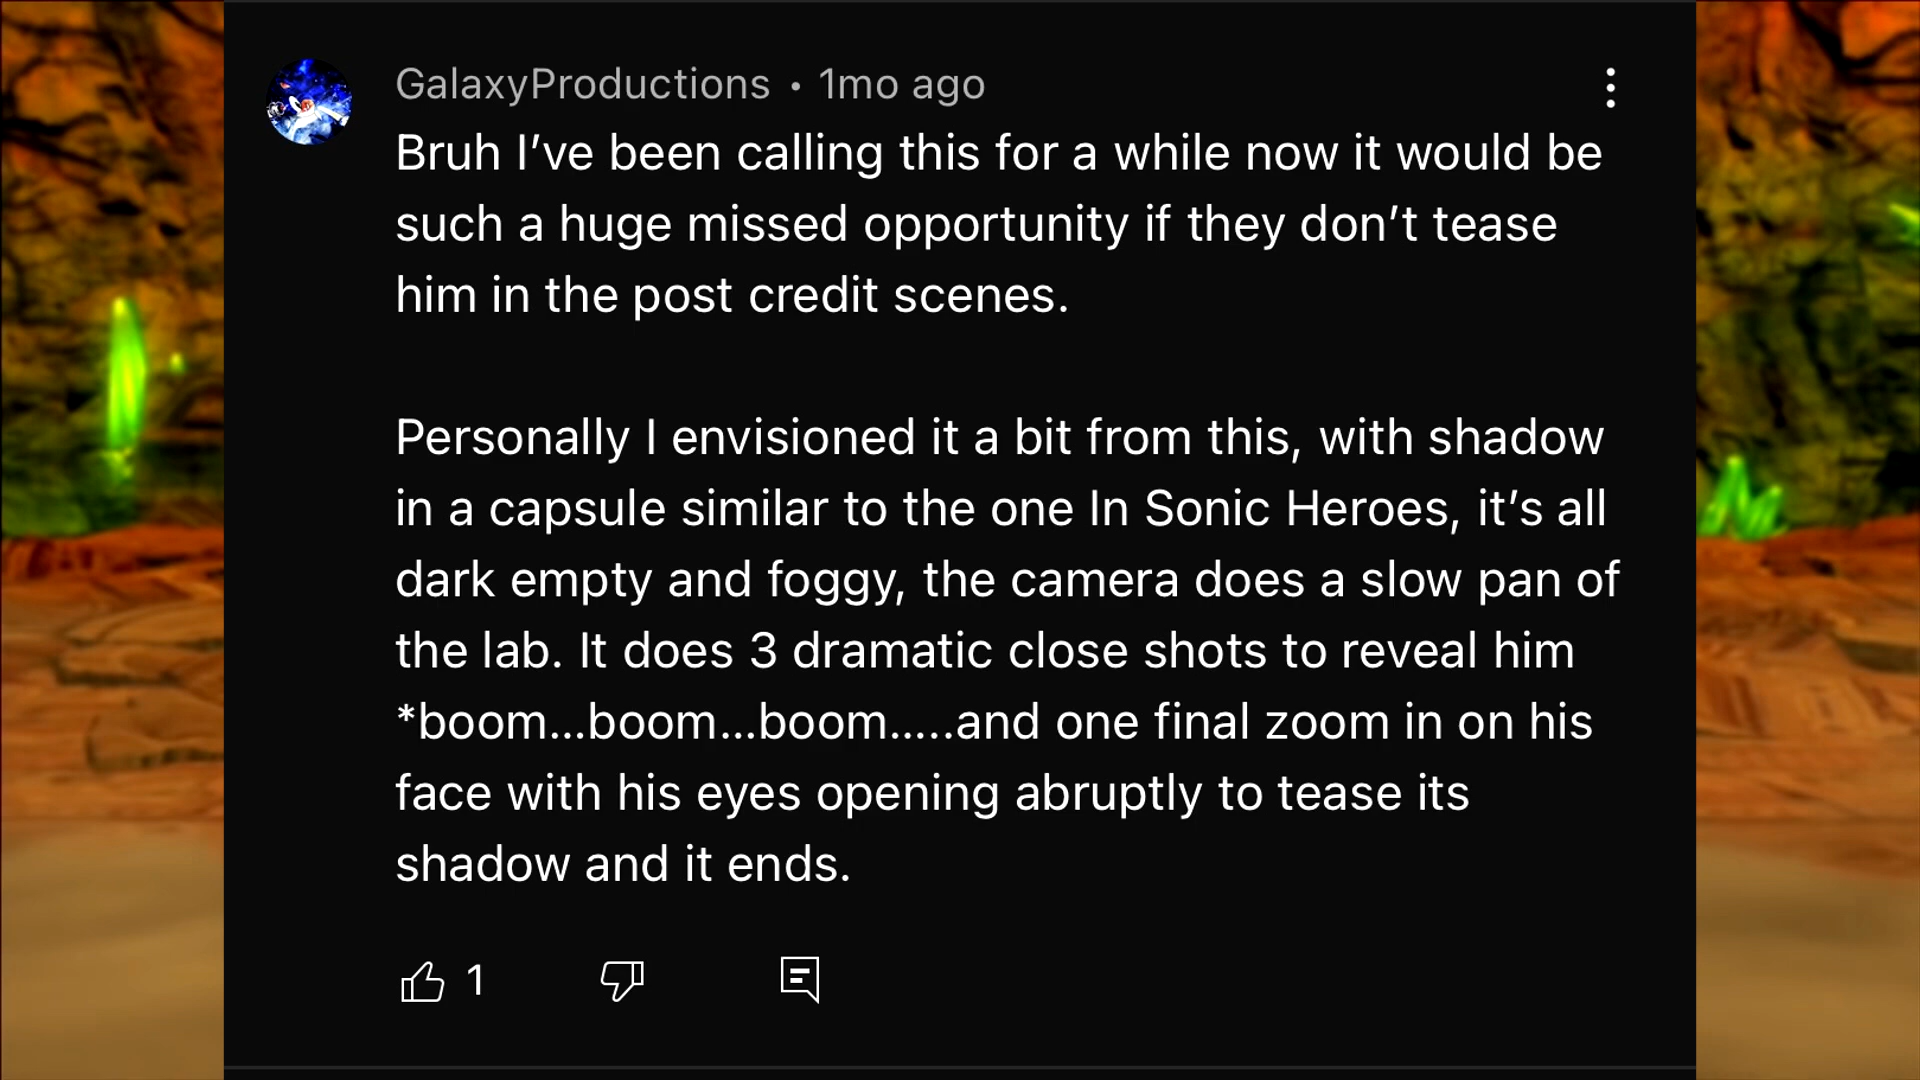 GalaxyProductions • 1mo ago
Bruh I’ve been calling this for a while now it would be
such a huge missed opportunity if they don’t tease
him in the post credit scenes.
Personally I envisioned it a bit from this, with shadow
in a capsule similar to the one In Sonic Heroes, it’s all
dark empty and foggy, the camera does a slow pan of
the lab. It does 3 dramatic close shots to reveal him
*boom...boom...boom.....and one final zoom in on his
face with his eyes opening abruptly to tease its
shadow and it ends.
1